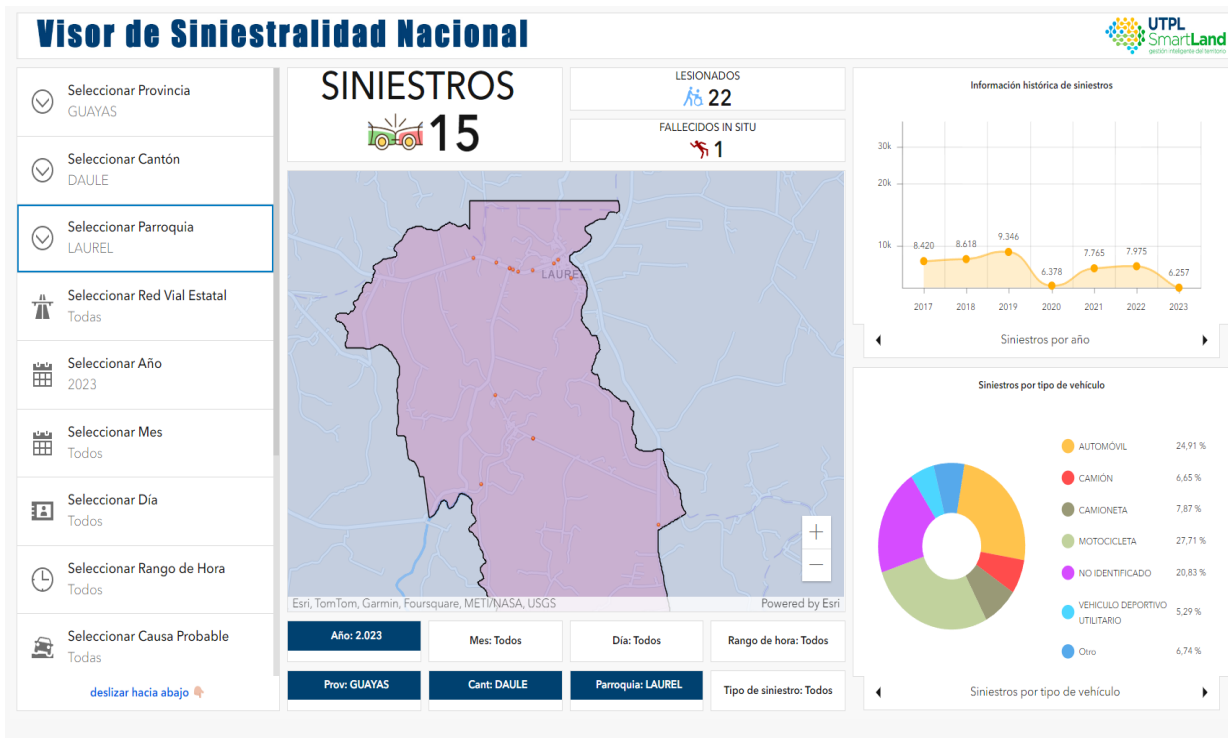 Visor de Siniestralidad Nacional
UTPL
SmartLand
gestión inteligente del territorio
Seleccionar Provincia
GUAYAS
Seleccionar Cantón
DAULE
Seleccionar Parroquia
LAUREL
Seleccionar Red Vial Estatal
Todas
Seleccionar Año
2023
Seleccionar Mes
Todos
Seleccionar Día
Todos
Seleccionar Rango de Hora
Todos
Seleccionar Causa Probable
Todas
deslizar hacia abajo
SINIESTROS
15
LESIONADOS
22
FALLECIDOS IN SITU
1
LAUREL
Esri, TomTom, Garmin, Foursquare, METI/NASA, USGS
Powered by Esri
Año: 2.023
Mes: Todos
Día: Todos
Rango de hora: Todos
Prov: GUAYAS
Cant: DAULE
Parroquia: LAUREL
Tipo de siniestro: Todos
Información histórica de siniestros
30k
20k
10k
8.420
8.618
9.346
6.378
7.765
7.975
6.257
2017
2018
2019
2020
2021
2022
2023
Siniestros por año
Siniestros por tipo de vehículo
AUTOMÓVIL 24,91 %
CAMIÓN 6,65 %
CAMIONETA 7,87 %
MOTOCICLETA 27,71 %
NO IDENTIFICADO 20,83 %
VEHICULO DEPORTIVO
UTILITARIO 5,29 %
Otro 6,74 %
Siniestros por tipo de vehículo